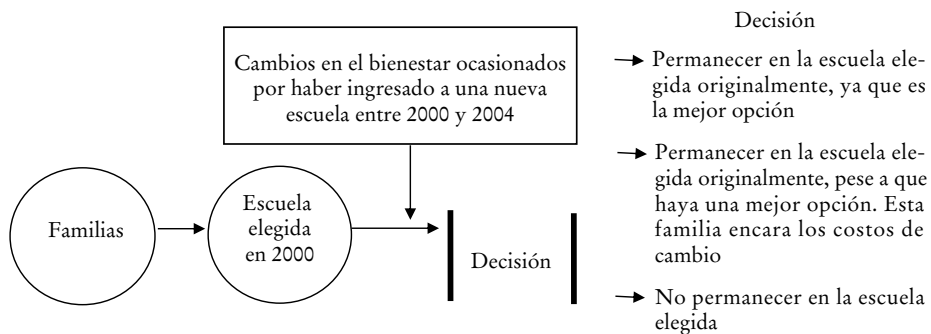 Cambios en el bienestar ocasionados
por haber ingresado a una nueva
escuela entre 2000 y 2004
Familias
Escuela
elegida
en 2000
Decisión
Decisión
Permanecer en la escuela ele-
gida originalmente, ya que es
la mejor opción
Permanecer en la escuela ele-
gida originalmente, pese a que
haya una mejor opción. Esta
familia encara los costos de
cambio
No permanecer en la escuela
elegida